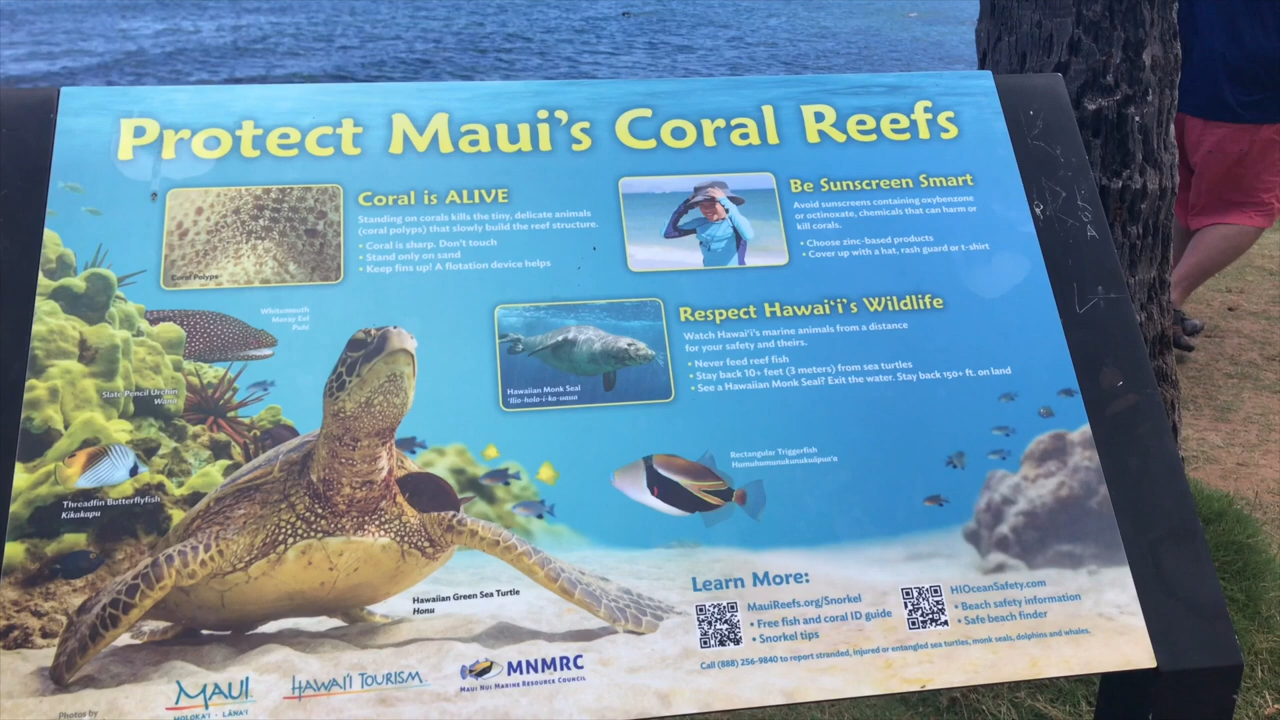 Protect Maui's Coral Reefs
Coral is ALIVE
Standing on corals kills the tiny, delicate animals
(coral polyps) that slowly build the reef structure.
• Coral is sharp. Don't touch
• Stand only on sand
• Keep fins up! A flotation device helps
Coral Polyps
Be Sunscreen Smart
Avoid sunscreens containing oxybenzone
or octinoxate, chemicals that can harm or
kill corals.
• Choose zinc-based products
• Cover up with a hat, rash guard or t-shirt
Respect Hawai'i's Wildlife
Watch Hawai'i's marine animals from a distance
for your safety and theirs.
• Never feed reef fish
• Stay back 10+ feet (3 meters) from sea turtles
• See a Hawaiian Monk Seal? Exit the water. Stay back 150+ ft. on land
Hawaiian Monk Seal
'Ilio-holo-i-ka-uaua
Whitemouth
Moray Eel
Puhi
Slate Pencil Urchin
Wana
Threadfin Butterflyfish
Kikakapu
Rectangular Triggerfish
Humuhumunukunukuāpua'a
Hawaiian Green Sea Turtle
Honu
Learn More:
MauiReefs.org/Snorkel
• Free fish and coral ID guide
• Snorkel tips
HIOceanSafety.com
• Beach safety information
• Safe beach finder
Call (888) 256-9840 to report stranded, injured or entangled sea turtles, monk seals, dolphins and whales.
MAUI
MOLOKA'I · LĀNA'I
HAWAI'I TOURISM
MNMRC
MAUI NUI MARINE RESOURCE COUNCIL
Photos by